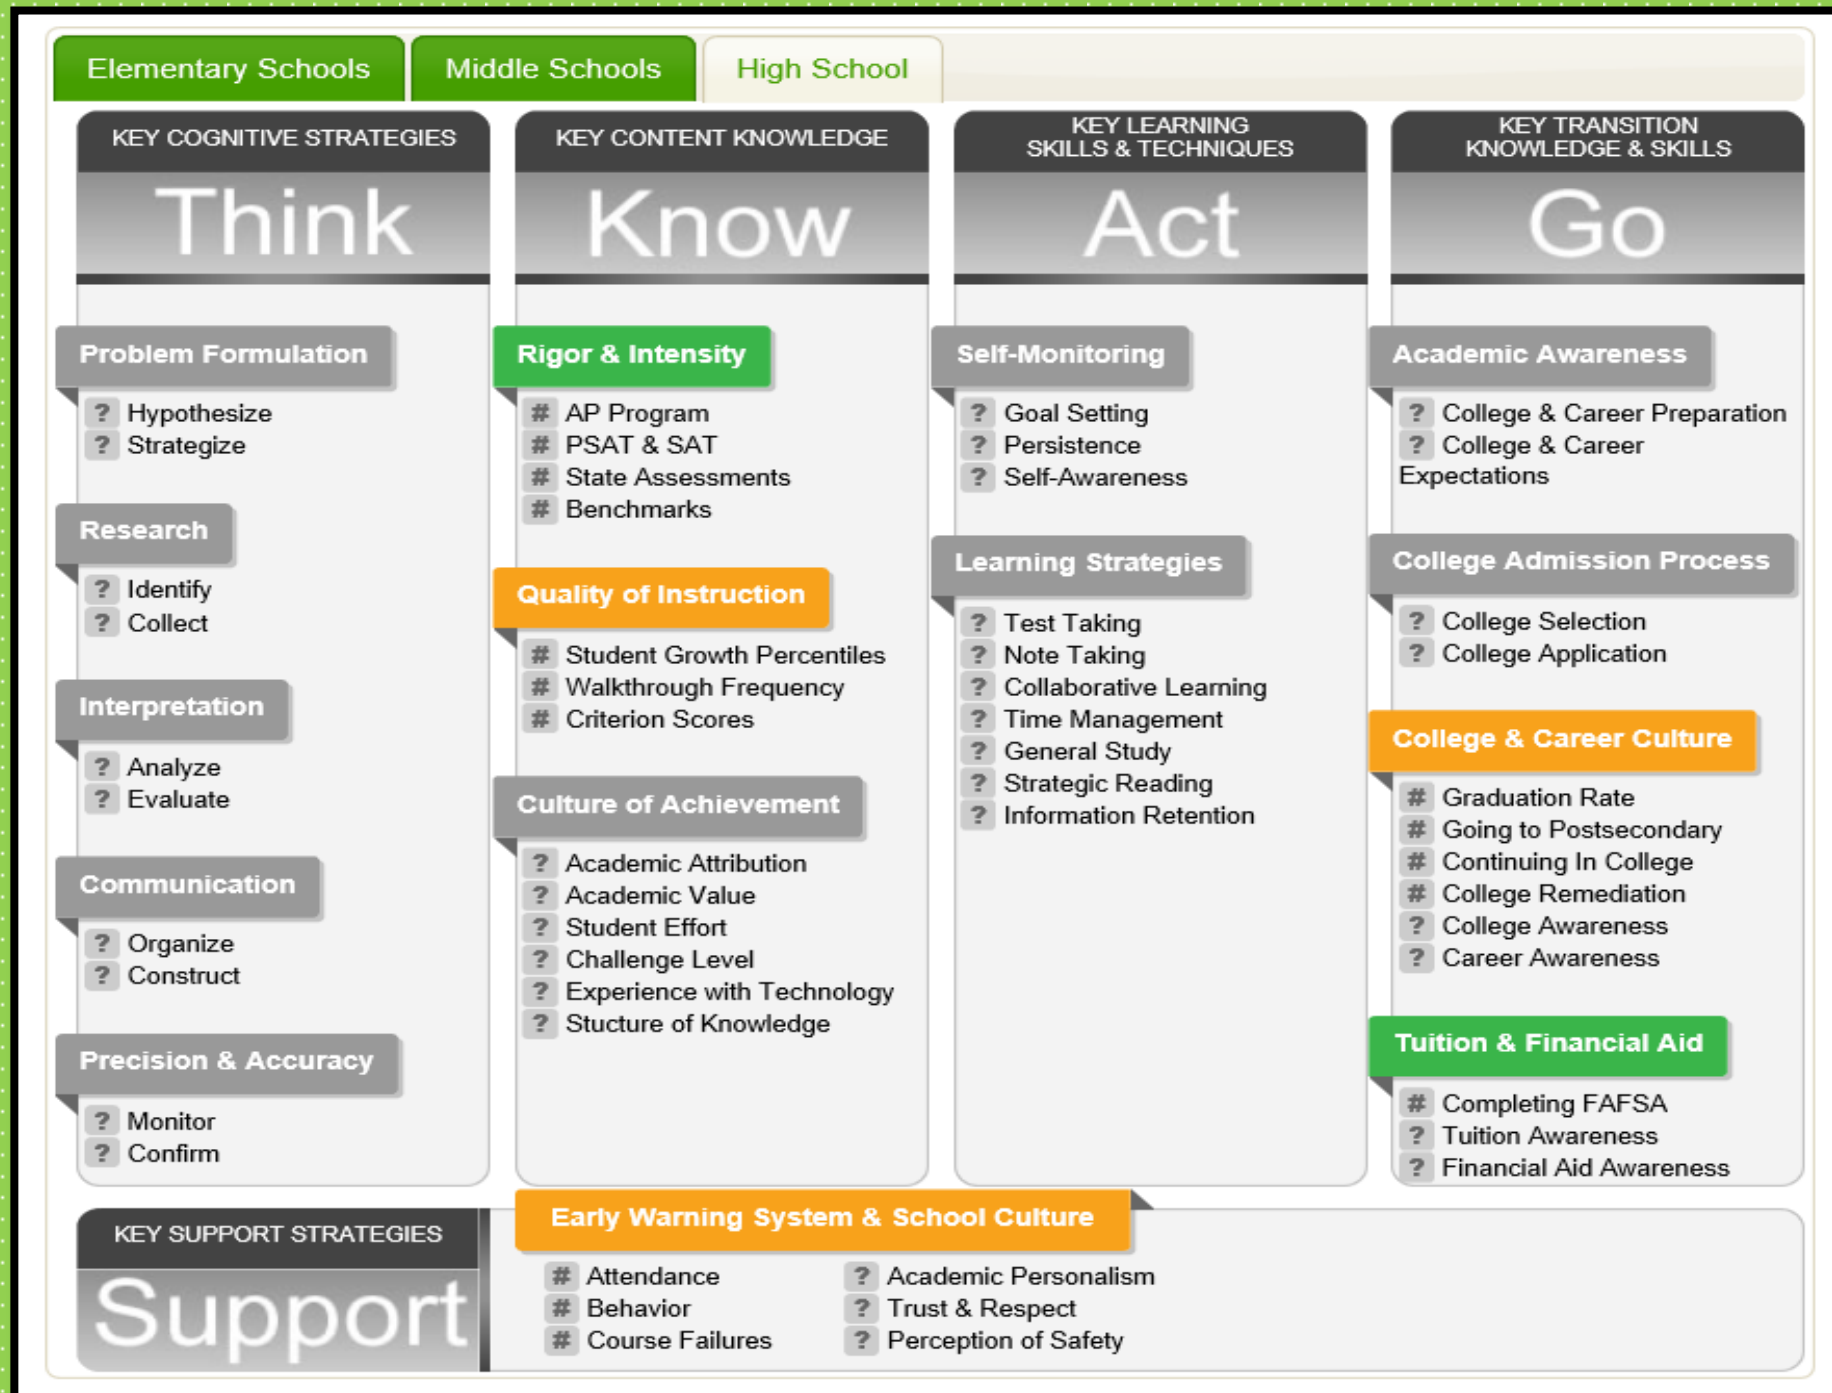 Elementary Schools
Middle Schools
High School
KEY COGNITIVE STRATEGIES
Think
Problem Formulation
? Hypothesize
? Strategize
Research
? Identify
? Collect
Interpretation
? Analyze
? Evaluate
Communication
? Organize
? Construct
Precision & Accuracy
? Monitor
? Confirm
KEY CONTENT KNOWLEDGE
Know
Rigor & Intensity
# AP Program
# PSAT & SAT
# State Assessments
# Benchmarks
Quality of Instruction
# Student Growth Percentiles
# Walkthrough Frequency
# Criterion Scores
Culture of Achievement
? Academic Attribution
? Academic Value
? Student Effort
? Challenge Level
? Experience with Technology
? Stucture of Knowledge
KEY LEARNING
SKILLS & TECHNIQUES
Act
Self-Monitoring
? Goal Setting
? Persistence
? Self-Awareness
Learning Strategies
? Test Taking
? Note Taking
? Collaborative Learning
? Time Management
? General Study
? Strategic Reading
? Information Retention
KEY TRANSITION
KNOWLEDGE & SKILLS
Go
Academic Awareness
? College & Career Preparation
? College & Career
Expectations
College Admission Process
? College Selection
? College Application
College & Career Culture
# Graduation Rate
# Going to Postsecondary
# Continuing In College
# College Remediation
? College Awareness
? Career Awareness
Tuition & Financial Aid
# Completing FAFSA
? Tuition Awareness
? Financial Aid Awareness
KEY SUPPORT STRATEGIES
Support
Early Warning System & School Culture
# Attendance
# Behavior
# Course Failures
? Academic Personalism
? Trust & Respect
? Perception of Safety